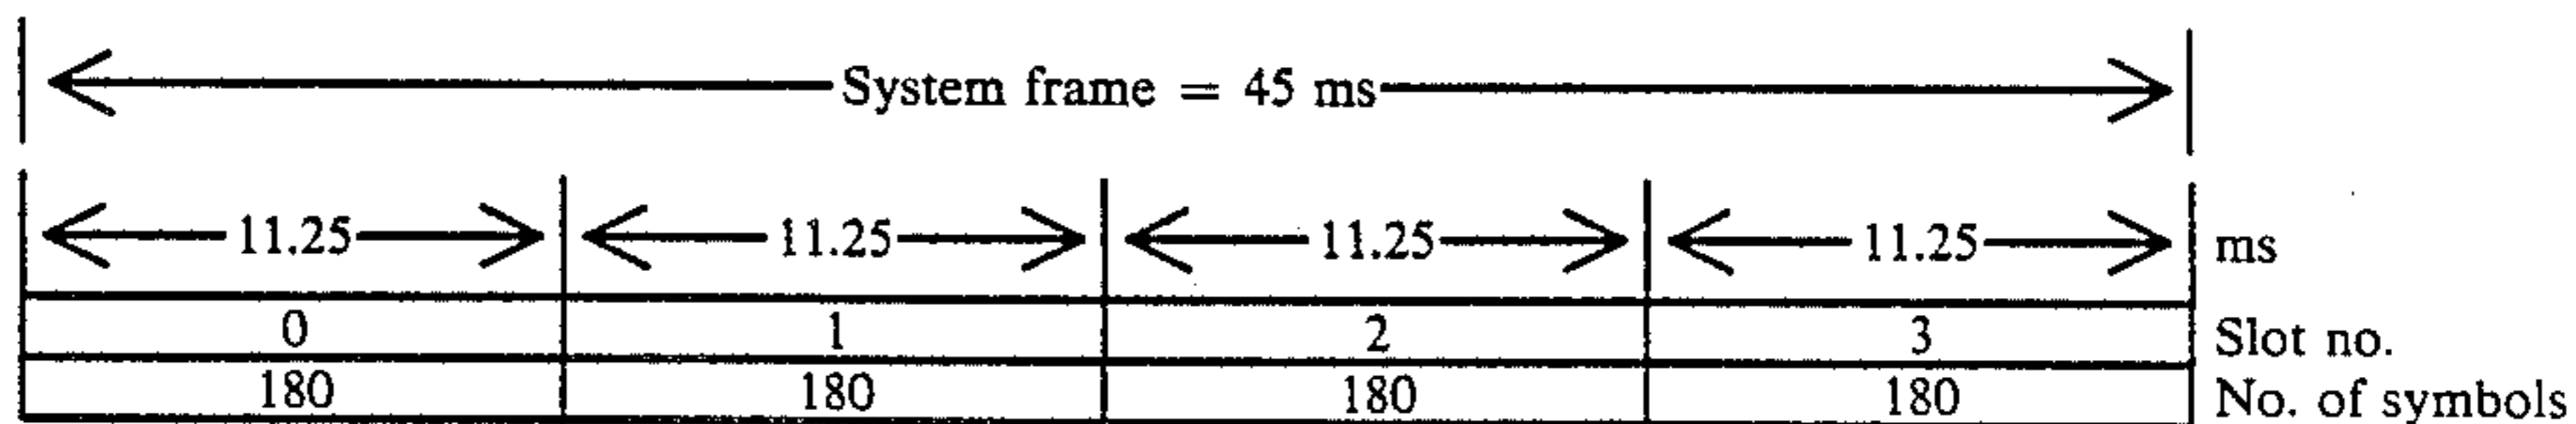 System frame = 45 ms
11.25 11.25 11.25 11.25 ms
0 1 2 3 Slot no.
180 180 180 180 No. of symbols